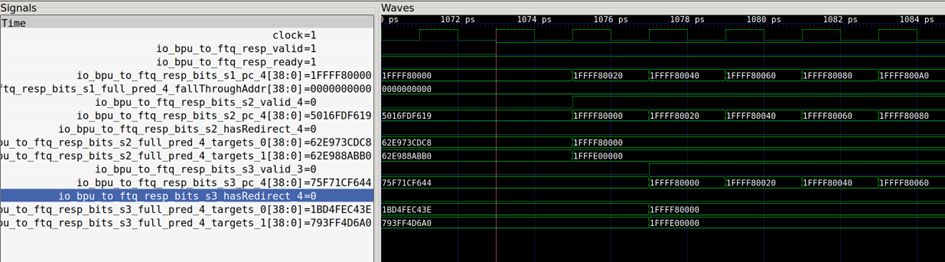 Signals
Waves
Time
0 ps 1072 ps 1074 ps 1076 ps 1078 ps 1080 ps 1082 ps 1084 ps
clock=1
io_bpu_to_ftq_resp_valid=1
io_bpu_to_ftq_resp_ready=1
io_bpu_to_ftq_resp_bits_s1_pc_4[38:0]=1FFFF80000 1FFFF80000 1FFFF80020 1FFFF80040 1FFFF80060 1FFFF80080 1FFFF800A0
ftq_resp_bits_s1_full_pred_4_fallThroughAddr[38:0]=0000000000 0000000000
io_bpu_to_ftq_resp_bits_s2_valid_4=0
io_bpu_to_ftq_resp_bits_s2_pc_4[38:0]=5016FDF619 5016FDF619 1FFFF80000 1FFFF80020 1FFFF80040 1FFFF80060 1FFFF80080
io_bpu_to_ftq_resp_bits_s2_hasRedirect_4=0
pu_to_ftq_resp_bits_s2_full_pred_4_targets_0[38:0]=62E973CDC8 62E973CDC8 1FFFF80000
pu_to_ftq_resp_bits_s2_full_pred_4_targets_1[38:0]=62E988ABB0 62E988ABB0 1FFFE00000
io_bpu_to_ftq_resp_bits_s3_valid_3=0
io_bpu_to_ftq_resp_bits_s3_pc_4[38:0]=75F71CF644 75F71CF644 1FFFF80000 1FFFF80020 1FFFF80040 1FFFF80060
io_bpu_to_ftq_resp_bits_s3_hasRedirect_4=0
pu_to_ftq_resp_bits_s3_full_pred_4_targets_0[38:0]=1BD4FEC43E 1BD4FEC43E 1FFFF80000
pu_to_ftq_resp_bits_s3_full_pred_4_targets_1[38:0]=793FF4D6A0 793FF4D6A0 1FFFE00000